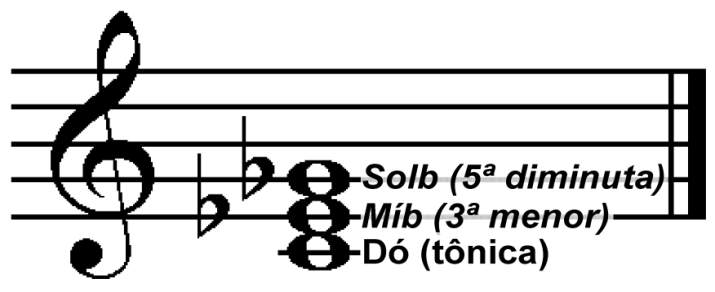 Solb (5ª diminuta)
Míb (3ª menor)
Dó (tônica)